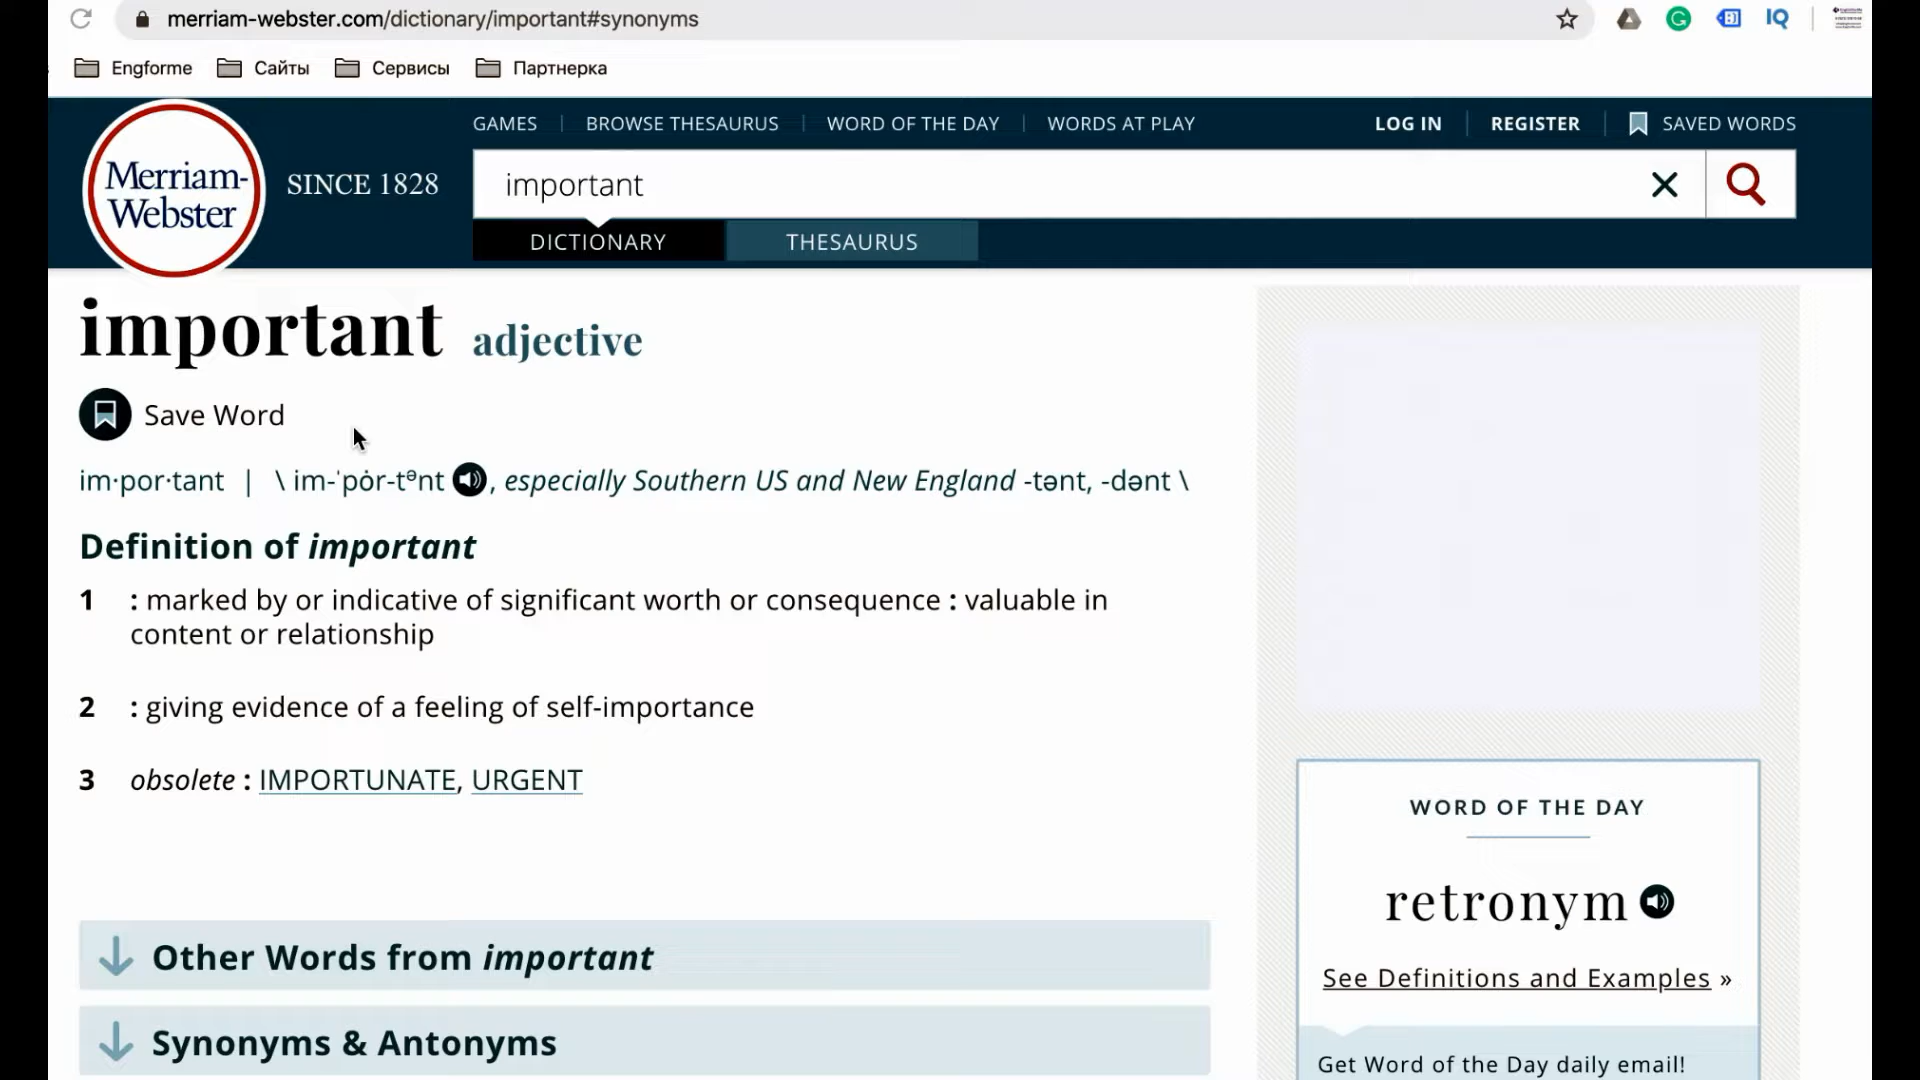 merriam-webster.com/dictionary/important#synonyms
Engforme Сайты Сервисы Партнерка
GAMES | BROWSE THESAURUS | WORD OF THE DAY | WORDS AT PLAY LOG IN | REGISTER | SAVED WORDS
Merriam-
Webster
SINCE 1828
important
DICTIONARY THESAURUS
important adjective
Save Word
im·por·tant | \ im-ˈpȯr-tᵊnt , especially Southern US and New England -tənt, -dənt \
Definition of important
1 : marked by or indicative of significant worth or consequence : valuable in
content or relationship
2 : giving evidence of a feeling of self-importance
3 obsolete : IMPORTUNATE, URGENT
Other Words from important
Synonyms & Antonyms
WORD OF THE DAY
retronym
See Definitions and Examples »
Get Word of the Day daily email!